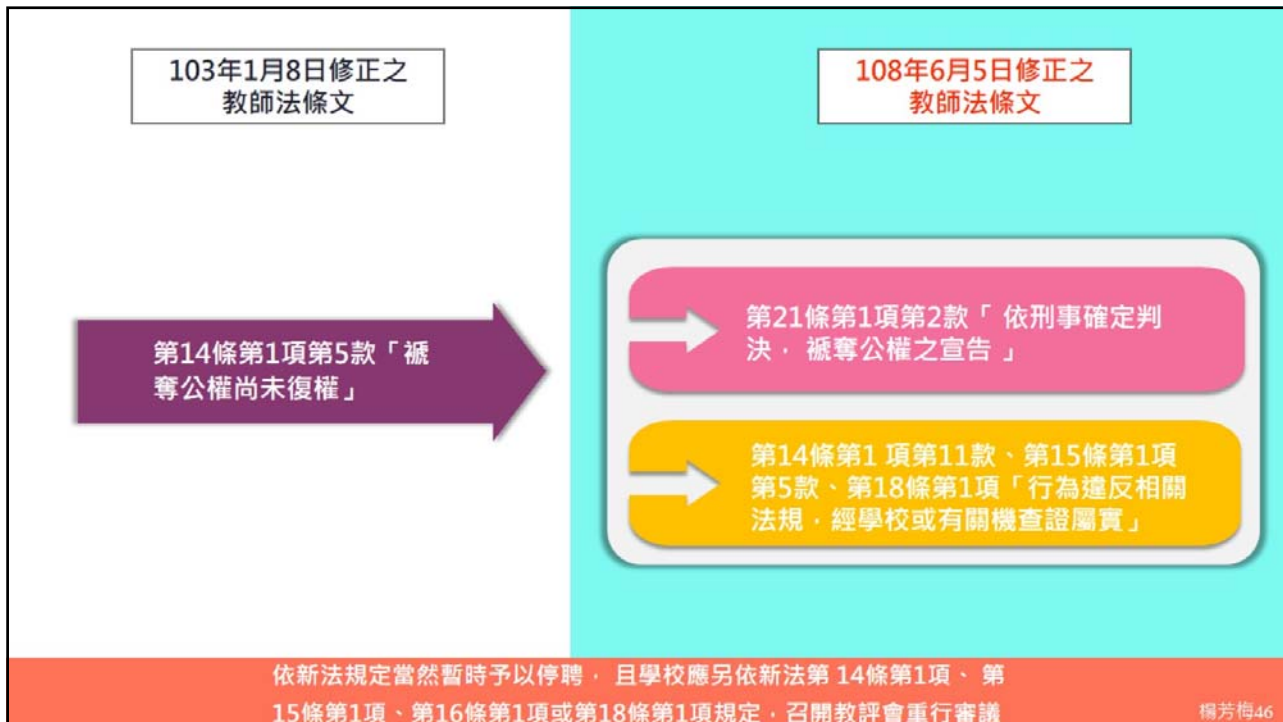 103年1月8日修正之
教師法條文
108年6月5日修正之
教師法條文
第14條第1項第5款「褫
奪公權尚未復權」
第21條第1項第2款「 依刑事確定判
決， 褫奪公權之宣告 」
第14條第1 項第11款、第15條第1項
第5款、第18條第1項「行為違反相關
法規，經學校或有關機查證屬實」
依新法規定當然暫時予以停聘， 且學校應另依新法第 14條第1項、 第
15條第1項、第16條第1項或第18條第1項規定，召開教評會重行審議
楊芳梅46